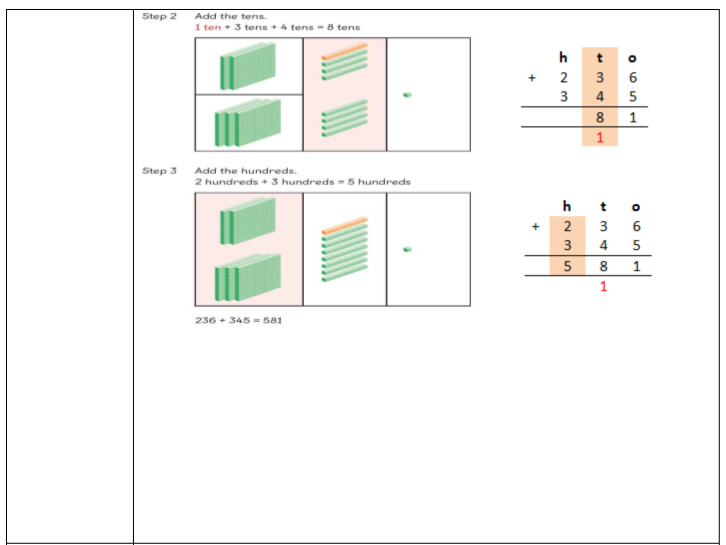 Step 2 Add the tens.
1 ten + 3 tens + 4 tens = 8 tens
h t o
+ 2 3 6
3 4 5
8 1
1
Step 3 Add the hundreds.
2 hundreds + 3 hundreds = 5 hundreds
h t o
+ 2 3 6
3 4 5
5 8 1
1
236 + 345 = 581